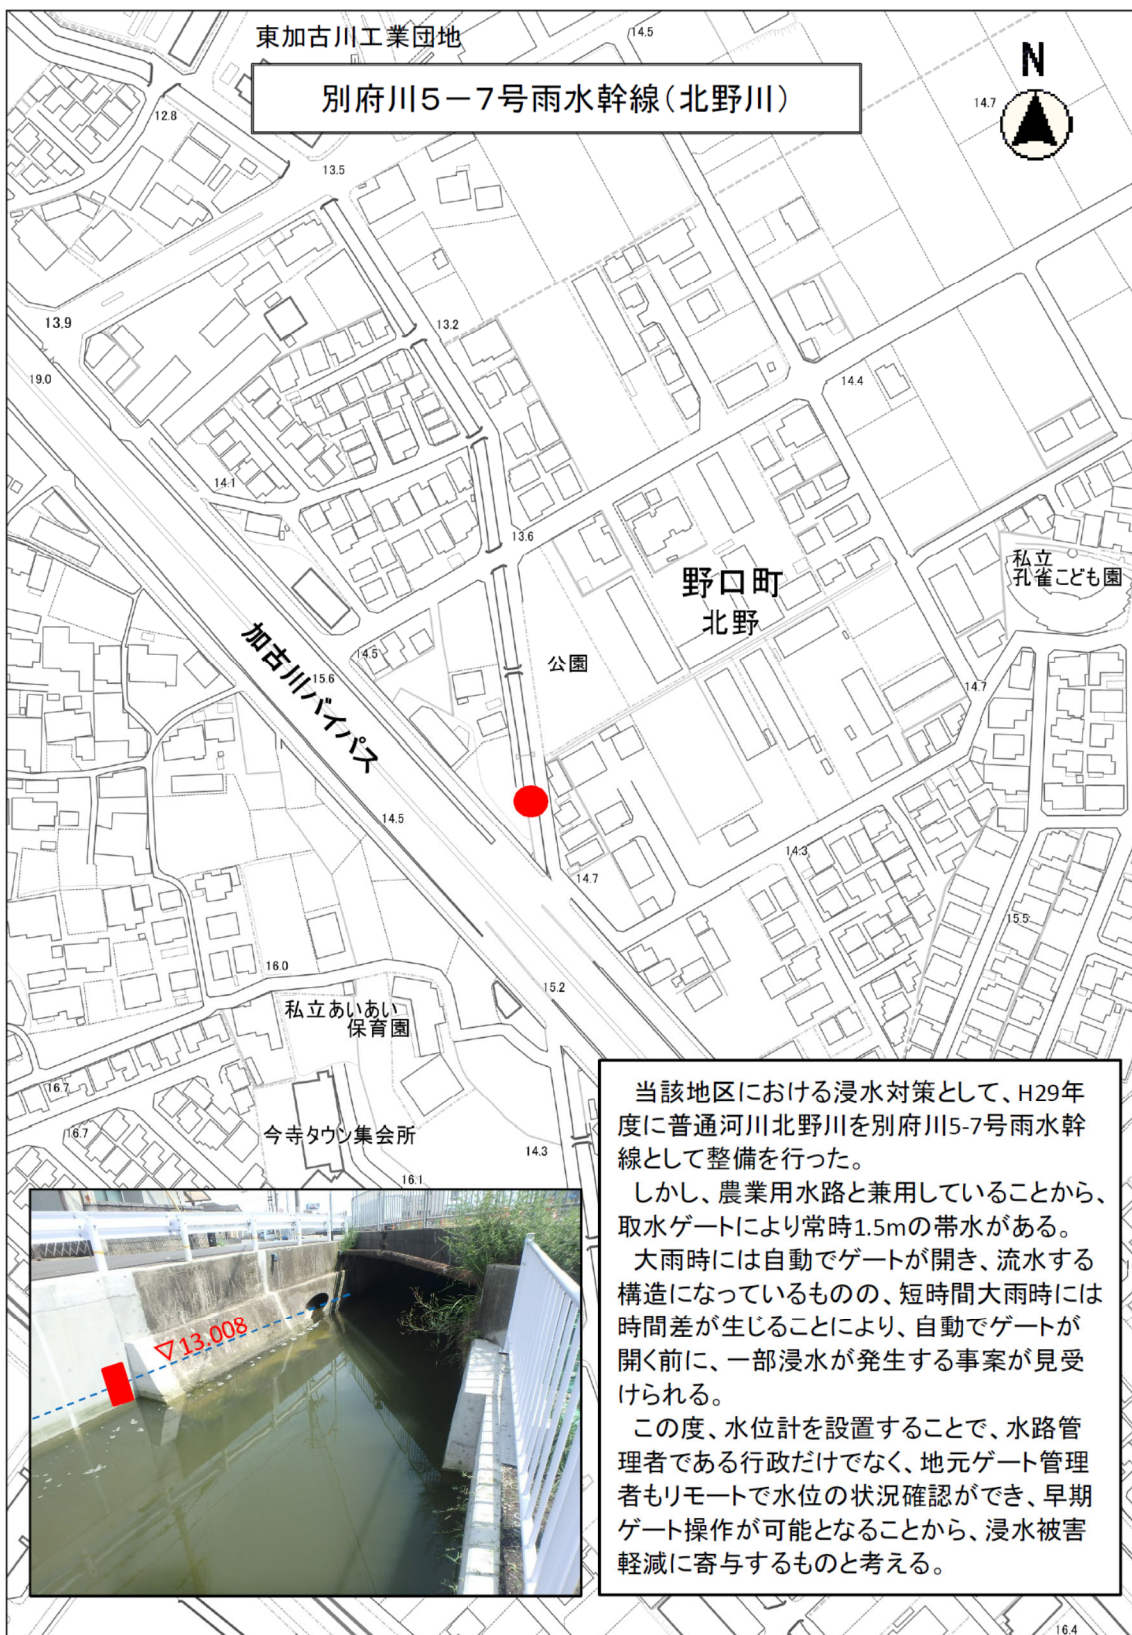 東加古川工業団地
別府川5-7号雨水幹線(北野川)
N
14.5
14.7
12.8
13.5
13.9
13.2
19.0
14.4
14.1
13.6
私立
孔雀こども園
野口町
北野
加古川バイパス
14.5
15.6
公園
14.7
14.5
14.3
14.7
15.5
16.0
15.2
私立あいあい
保育園
16.7
16.7
今寺タウン集会所
14.3
16.1
▽13.008
当該地区における浸水対策として、H29年
度に普通河川北野川を別府川5-7号雨水幹
線として整備を行った。
しかし、農業用水路と兼用していることから、
取水ゲートにより常時1.5mの帯水がある。
大雨時には自動でゲートが開き、流水する
構造になっているものの、短時間大雨時には
時間差が生じることにより、自動でゲートが
開く前に、一部浸水が発生する事案が見受
けられる。
この度、水位計を設置することで、水路管
理者である行政だけでなく、地元ゲート管理
者もリモートで水位の状況確認ができ、早期
ゲート操作が可能となることから、浸水被害
軽減に寄与するものと考える。
16.4